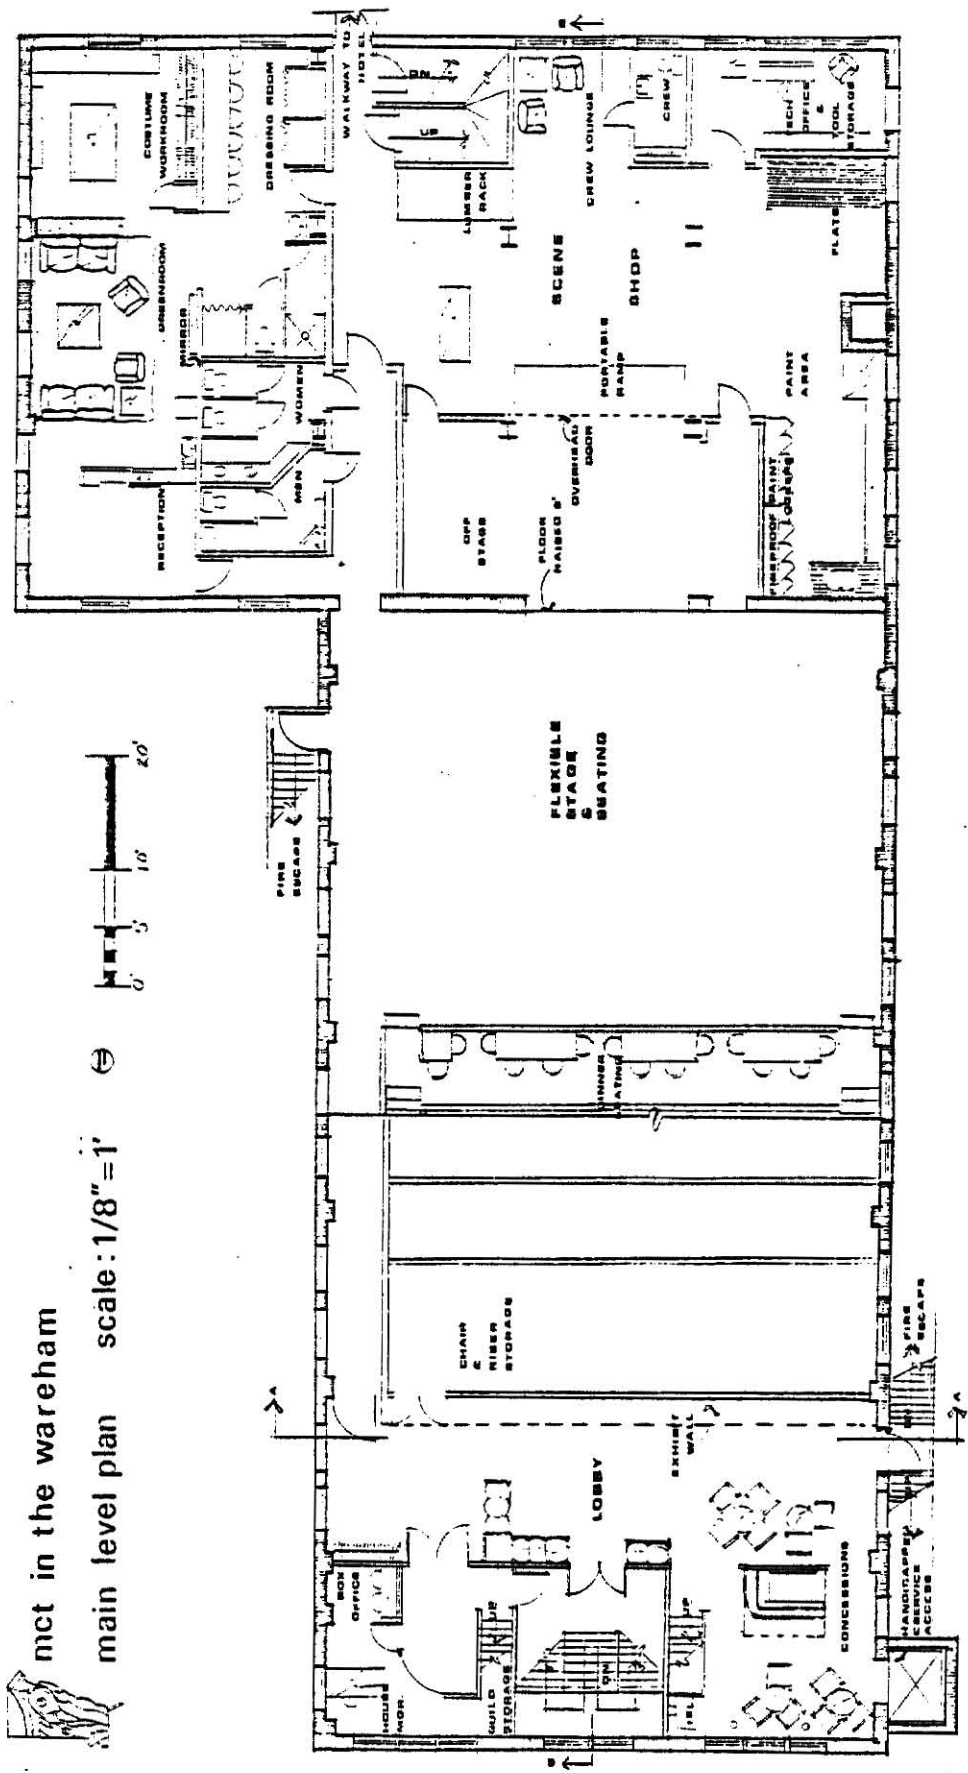 mct in the wareham
main level plan scale: 1/8"=1'
0' 5' 10' 20'
COSTUME
WORKROOM
DRESSING ROOM
WALKWAY TO
HOTEL
DN
UP
LUMBER
RACK
CREW LOUNGE
CREW
TECH
OFFICE
&
TOOL
STORAGE
B
GREENROOM
MIRROR
SCENE
SHOP
FLATS
WOMEN
PORTABLE
RAMP
PAINT
AREA
RECEPTION
MEN
OFF
STAGE
FLOOR
RAISED 6'
OVERHEAD
DOOR
FIREPROOF PAINT
LOCKERS
FIRE
ESCAPE
FLEXIBLE
STAGE
&
SEATING
DINNER
SEATING
CHAIR
&
RISER
STORAGE
FIRE
ESCAPE
A
A
EXHIBIT
WALL
LOBBY
BOX
OFFICE
HOUSE
MGR.
GUILD
STORAGE
UP
DN
UP
CONCESSIONS
HANDICAPPED
&SERVICE
ACCESS
B